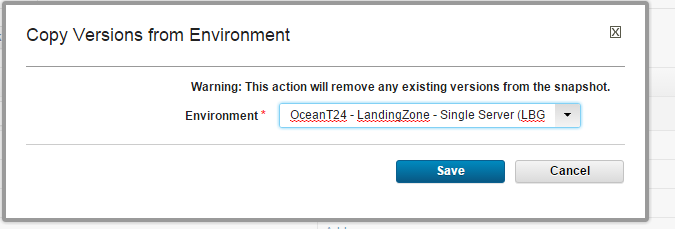 Copy Versions from Environment
Warning: This action will remove any existing versions from the snapshot.
Environment * OceanT24 - LandingZone - Single Server (LBG
Save Cancel